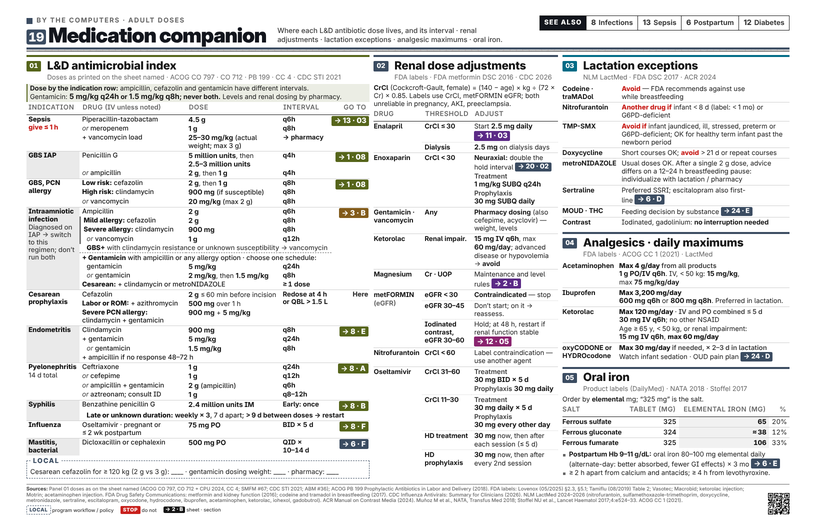 BY THE COMPUTERS · ADULT DOSES
19 Medication companion
Where each L&D antibiotic dose lives, and its interval · renal
adjustments · lactation exceptions · analgesic maximums · oral iron.
SEE ALSO 8 Infections 13 Sepsis 6 Postpartum 12 Diabetes
01 L&D antimicrobial index
Doses as printed on the sheet named · ACOG CO 797 · CO 712 · PB 199 · CC 4 · CDC STI 2021
Dose by the indication row: ampicillin, cefazolin and gentamicin have different intervals.
Gentamicin: 5 mg/kg q24h or 1.5 mg/kg q8h; never both. Levels and renal dosing by pharmacy.
INDICATION DRUG (IV unless noted) DOSE INTERVAL GO TO
Sepsis Piperacillin-tazobactam 4.5 g q6h → 13 · 03
give ≤ 1 h or meropenem 1 g q8h
+ vancomycin load 25–30 mg/kg (actual → pharmacy
weight; max 3 g)
GBS IAP Penicillin G 5 million units, then q4h → 1 · 08
2.5–3 million units
or ampicillin 2 g, then 1 g q4h
GBS, PCN Low risk: cefazolin 2 g, then 1 g q8h → 1 · 08
allergy High risk: clindamycin 900 mg (if susceptible) q8h
or vancomycin 20 mg/kg (max 2 g) q8h
Intraamniotic Ampicillin 2 g q6h → 3 · B
infection Mild allergy: cefazolin 2 g q8h
Diagnosed on Severe allergy: clindamycin 900 mg q8h
IAP → switch or vancomycin 1 g q12h
to this GBS+ with clindamycin resistance or unknown susceptibility → vancomycin
regimen; don't + Gentamicin with ampicillin or any allergy option · choose one schedule:
run both gentamicin 5 mg/kg q24h
or gentamicin 2 mg/kg, then 1.5 mg/kg q8h
Cesarean: + clindamycin or metroNIDAZOLE ≥ 1 dose
Cesarean Cefazolin 2 g ≤ 60 min before incision Redose at 4 h Here
prophylaxis Labor or ROM: + azithromycin 500 mg over 1 h or QBL > 1.5 L
Severe PCN allergy: 900 mg + 5 mg/kg
clindamycin + gentamicin
Endometritis Clindamycin 900 mg q8h → 8 · E
+ gentamicin 5 mg/kg q24h
or gentamicin 1.5 mg/kg q8h
+ ampicillin if no response 48–72 h
Pyelonephritis Ceftriaxone 1 g q24h → 8 · A
14 d total or cefepime 1 g q12h
or ampicillin + gentamicin 2 g (ampicillin) q6h
or aztreonam; consult ID 1 g q8–12h
Syphilis Benzathine penicillin G 2.4 million units IM Early: once → 8 · B
Late or unknown duration: weekly × 3, 7 d apart; > 9 d between doses → restart
Influenza Oseltamivir · pregnant or 75 mg PO BID × 5 d → 8 · F
≤ 2 wk postpartum
Mastitis, Dicloxacillin or cephalexin 500 mg PO QID × → 6 · F
bacterial 10–14 d
LOCAL
Cesarean cefazolin for ≥ 120 kg (2 g vs 3 g): ____ · gentamicin dosing weight: ____ · pharmacy: ____
02 Renal dose adjustments
FDA labels · FDA metformin DSC 2016 · CDC 2026
CrCl (Cockcroft-Gault, female) = (140 − age) × kg ÷ (72 ×
Cr) × 0.85. Labels use CrCl, metFORMIN eGFR; both
unreliable in pregnancy, AKI, preeclampsia.
DRUG THRESHOLD ADJUST
Enalapril CrCl ≤ 30 Start 2.5 mg daily
→ 11 · 03
Dialysis 2.5 mg on dialysis days
Enoxaparin CrCl < 30 Neuraxial: double the
hold interval → 20 · 02
Treatment
1 mg/kg SUBQ q24h
Prophylaxis
30 mg SUBQ daily
Gentamicin · Any Pharmacy dosing (also
vancomycin cefepime, acyclovir) —
weight, levels
Ketorolac Renal impair. 15 mg IV q6h, max
60 mg/day; advanced
disease or hypovolemia
→ avoid
Magnesium Cr · UOP Maintenance and level
rules → 2 · B
metFORMIN eGFR < 30 Contraindicated — stop
(eGFR) eGFR 30–45 Don't start; on it →
reassess.
Iodinated Hold; at 48 h, restart if
contrast, renal function stable
eGFR 30–60 → 12 · 05
Nitrofurantoin CrCl < 60 Label contraindication —
use another agent
Oseltamivir CrCl 31–60 Treatment
30 mg BID × 5 d
Prophylaxis 30 mg daily
CrCl 11–30 Treatment
30 mg daily × 5 d
Prophylaxis
30 mg every other day
HD treatment 30 mg now, then after
each session (≤ 5 d)
HD 30 mg now, then after
prophylaxis every 2nd session
03 Lactation exceptions
NLM LactMed · FDA DSC 2017 · ACR 2024
Codeine · Avoid — FDA recommends against use
traMADol while breastfeeding
Nitrofurantoin Another drug if infant < 8 d (label: < 1 mo) or
G6PD-deficient
TMP-SMX Avoid if infant jaundiced, ill, stressed, preterm or
G6PD-deficient; OK for healthy term infant past the
newborn period
Doxycycline Short courses OK; avoid > 21 d or repeat courses
metroNIDAZOLE Usual doses OK. After a single 2 g dose, advice
differs on a 12–24 h breastfeeding pause:
individualize with lactation / pharmacy
Sertraline Preferred SSRI; escitalopram also first-
line → 6 · D
MOUD · THC Feeding decision by substance → 24 · E
Contrast Iodinated, gadolinium: no interruption needed
04 Analgesics · daily maximums
FDA labels · ACOG CC 1 (2021) · LactMed
Acetaminophen Max 4 g/day from all products
1 g PO/IV q6h. IV, < 50 kg: 15 mg/kg,
max 75 mg/kg/day
Ibuprofen Max 3,200 mg/day
600 mg q6h or 800 mg q8h. Preferred in lactation.
Ketorolac Max 120 mg/day · IV and PO combined ≤ 5 d
30 mg IV q6h; no other NSAID
Age ≥ 65 y, < 50 kg, or renal impairment:
15 mg IV q6h, max 60 mg/day
oxyCODONE or Max 30 mg/day if needed, × 2–3 d in lactation
HYDROcodone Watch infant sedation · OUD pain plan → 24 · D
05 Oral iron
Product labels (DailyMed) · NATA 2018 · Stoffel 2017
Order by elemental mg; “325 mg” is the salt.
SALT TABLET (MG) ELEMENTAL IRON (MG) %
Ferrous sulfate 325 65 20%
Ferrous gluconate 324 ≈ 38 12%
Ferrous fumarate 325 106 33%
Postpartum Hb 9–11 g/dL: oral iron 80–100 mg elemental daily
(alternate-day: better absorbed, fewer GI effects) × 3 mo → 6 · E
≥ 2 h apart from calcium and antacids; ≥ 4 h from levothyroxine.
LOCAL program workflow / policy STOP do not → 2 · B sheet · section